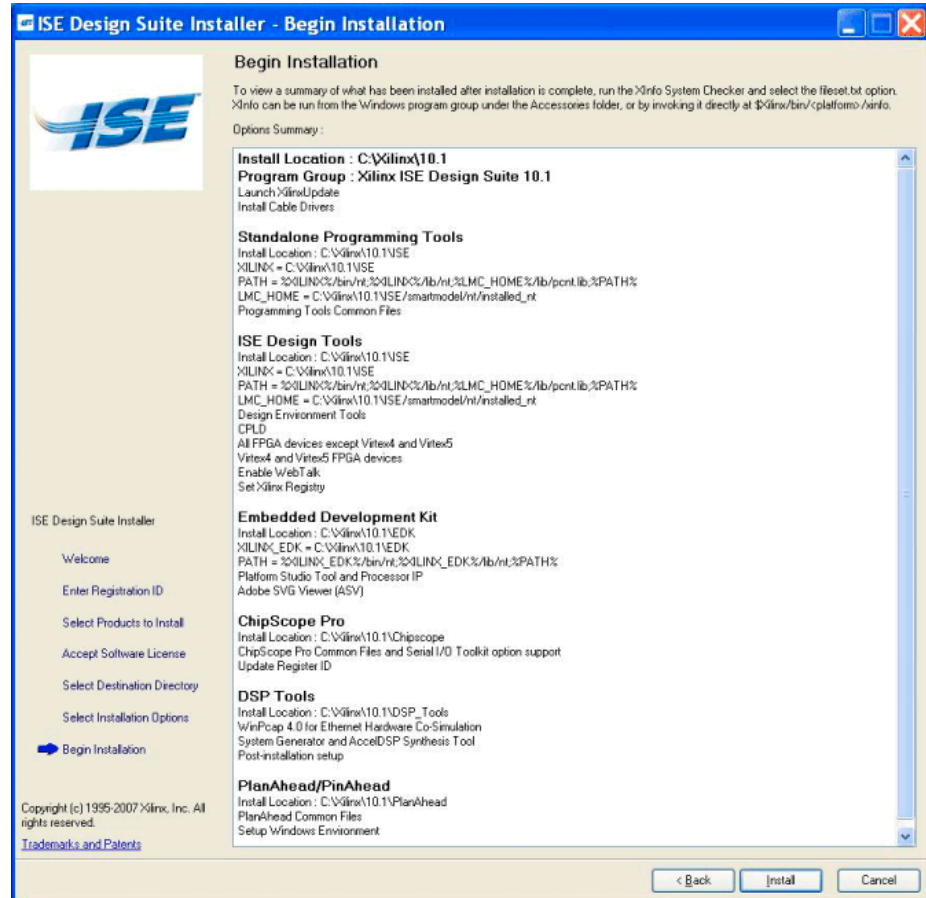 ISE Design Suite Installer - Begin Installation
ISE
Begin Installation
To view a summary of what has been installed after installation is complete, run the XInfo System Checker and select the fileset.txt option.
XInfo can be run from the Windows program group under the Accessories folder, or by invoking it directly at $Xilinx/bin/<platform>/xinfo.
Options Summary :
Install Location : C:\Xilinx\10.1
Program Group : Xilinx ISE Design Suite 10.1
Launch XilinxUpdate
Install Cable Drivers
Standalone Programming Tools
Install Location : C:\Xilinx\10.1\ISE
XILINX = C:\Xilinx\10.1\ISE
PATH = %XILINX%/bin/nt;%XILINX%/lib/nt;%LMC_HOME%/lib/pcnt.lib;%PATH%
LMC_HOME = C:\Xilinx\10.1\ISE/smartmodel/nt/installed_nt
Programming Tools Common Files
ISE Design Tools
Install Location : C:\Xilinx\10.1\ISE
XILINX = C:\Xilinx\10.1\ISE
PATH = %XILINX%/bin/nt;%XILINX%/lib/nt;%LMC_HOME%/lib/pcnt.lib;%PATH%
LMC_HOME = C:\Xilinx\10.1\ISE/smartmodel/nt/installed_nt
Design Environment Tools
CPLD
All FPGA devices except Virtex4 and Virtex5
Virtex4 and Virtex5 FPGA devices
Enable WebTalk
Set Xilinx Registry
Embedded Development Kit
Install Location : C:\Xilinx\10.1\EDK
XILINX_EDK = C:\Xilinx\10.1\EDK
PATH = %XILINX_EDK%/bin/nt;%XILINX_EDK%/lib/nt;%PATH%
Platform Studio Tool and Processor IP
Adobe SVG Viewer (ASV)
ChipScope Pro
Install Location : C:\Xilinx\10.1\Chipscope
ChipScope Pro Common Files and Serial I/O Toolkit option support
Update Register ID
DSP Tools
Install Location : C:\Xilinx\10.1\DSP_Tools
WinPcap 4.0 for Ethernet Hardware Co-Simulation
System Generator and AccelDSP Synthesis Tool
Post-installation setup
PlanAhead/PinAhead
Install Location : C:\Xilinx\10.1\PlanAhead
PlanAhead Common Files
Setup Windows Environment
ISE Design Suite Installer
Welcome
Enter Registration ID
Select Products to Install
Accept Software License
Select Destination Directory
Select Installation Options
Begin Installation
Copyright (c) 1995-2007 Xilinx, Inc. All
rights reserved.
Trademarks and Patents
< Back
Install
Cancel